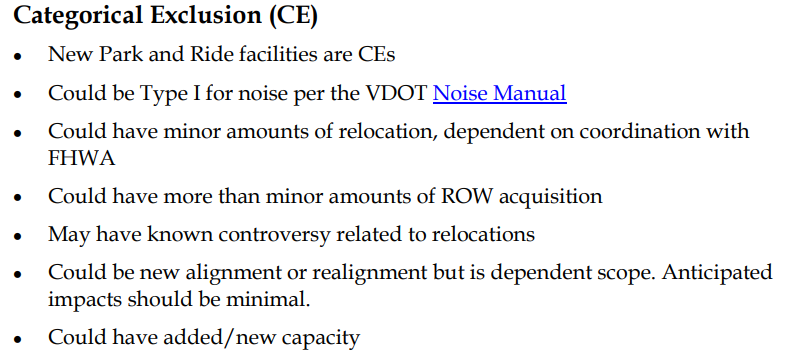 Categorical Exclusion (CE)
• New Park and Ride facilities are CEs
• Could be Type I for noise per the VDOT Noise Manual
• Could have minor amounts of relocation, dependent on coordination with
FHWA
• Could have more than minor amounts of ROW acquisition
• May have known controversy related to relocations
• Could be new alignment or realignment but is dependent scope. Anticipated
impacts should be minimal.
• Could have added/new capacity